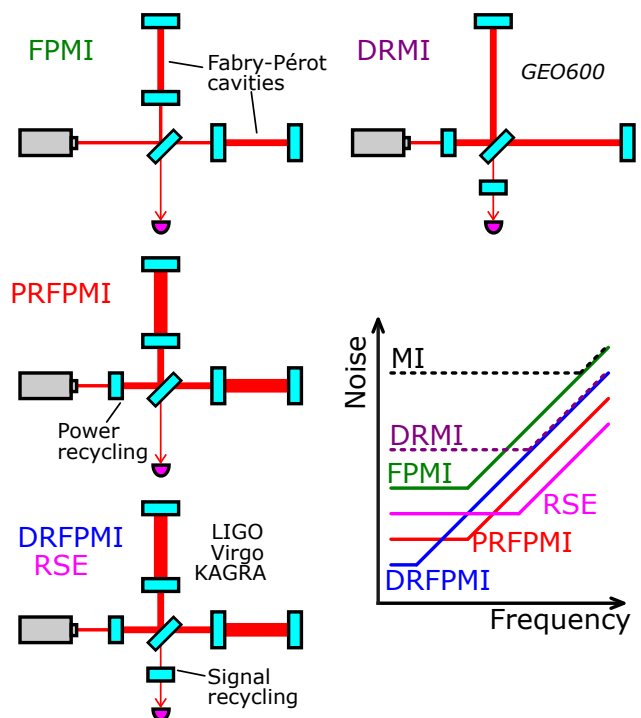 FPMI
Fabry-Pérot
cavities
DRMI
GEO600
PRFPMI
Power
recycling
DRFPMI
RSE
LIGO
Virgo
KAGRA
Signal
recycling
Noise
MI
DRMI
FPMI
RSE
PRFPMI
DRFPMI
Frequency